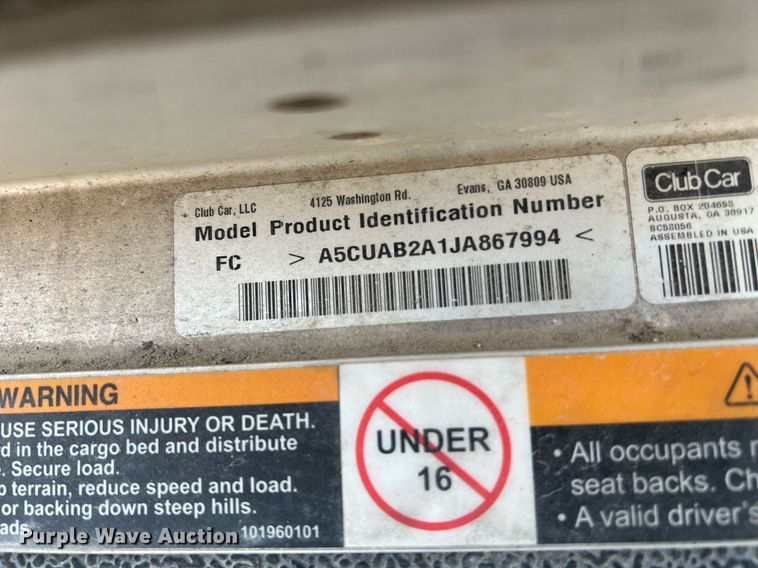 Club Car, LLC 4125 Washington Rd. Evans, GA 30809 USA
Model Product Identification Number
FC > A5CUAB2A1JA867994 <
Club Car
P.O. BOX 204658
AUGUSTA, GA 30917
BC58056
ASSEMBLED IN USA
WARNING
USE SERIOUS INJURY OR DEATH.
in the cargo bed and distribute
Secure load.
terrain, reduce speed and load.
or backing down steep hills.
101960101
UNDER
16
• All occupants
seat backs.
• A valid driver's
Purple Wave Auction